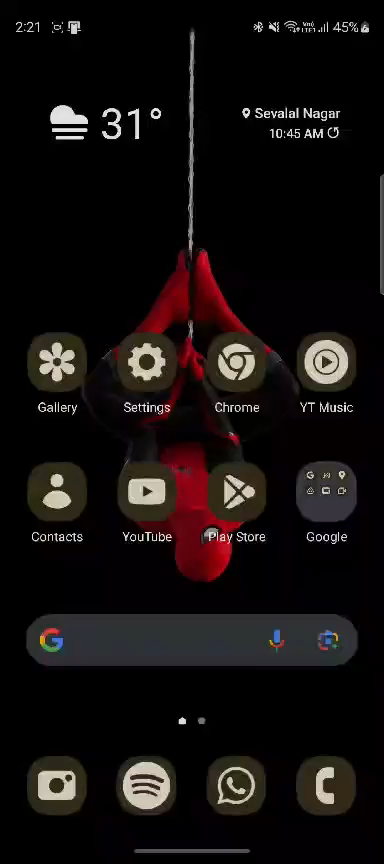 2:21
45%
31°
Sevalal Nagar
10:45 AM
Gallery Settings Chrome YT Music
Contacts YouTube Play Store Google